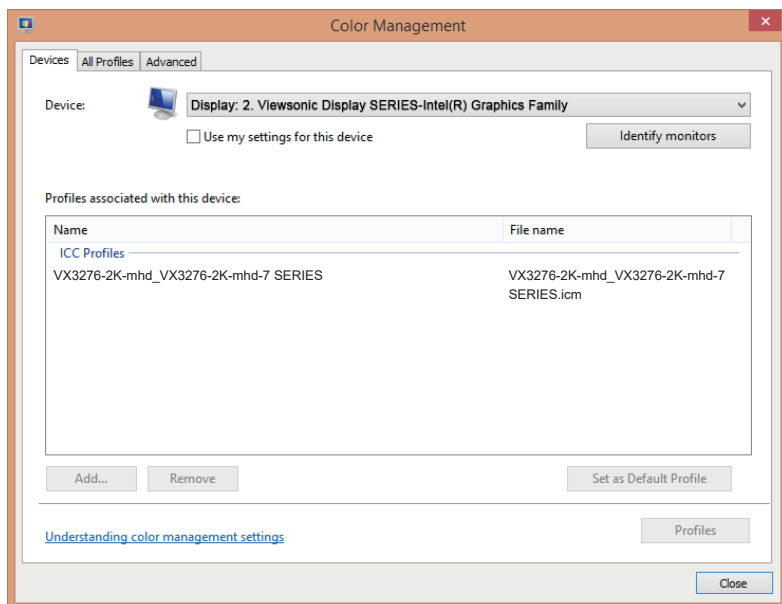 Color Management
Devices All Profiles Advanced
Device: Display: 2. Viewsonic Display SERIES-Intel(R) Graphics Family
Use my settings for this device Identify monitors
Profiles associated with this device:
Name File name
ICC Profiles
VX3276-2K-mhd_VX3276-2K-mhd-7 SERIES VX3276-2K-mhd_VX3276-2K-mhd-7
SERIES.icm
Add... Remove Set as Default Profile
Understanding color management settings Profiles
Close